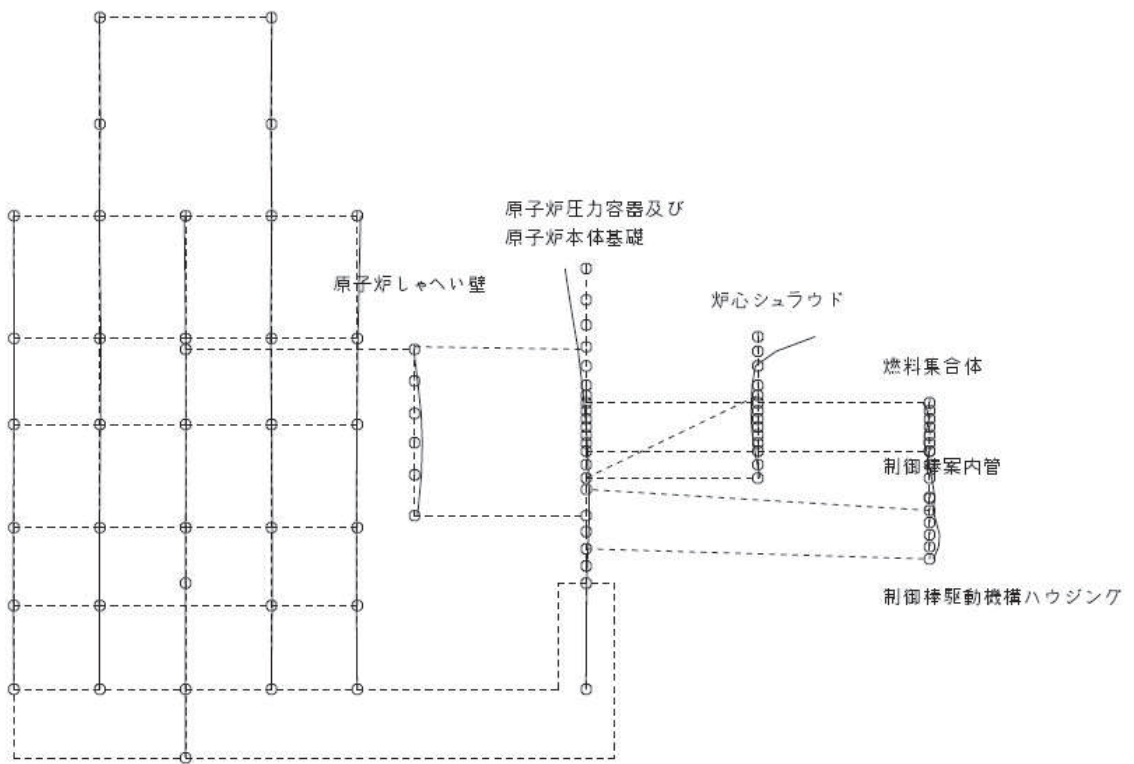 原子炉圧力容器及び
原子炉本体基礎
原子炉しゃへい壁
炉心シュラウド
燃料集合体
制御棒案内管
制御棒駆動機構ハウジング